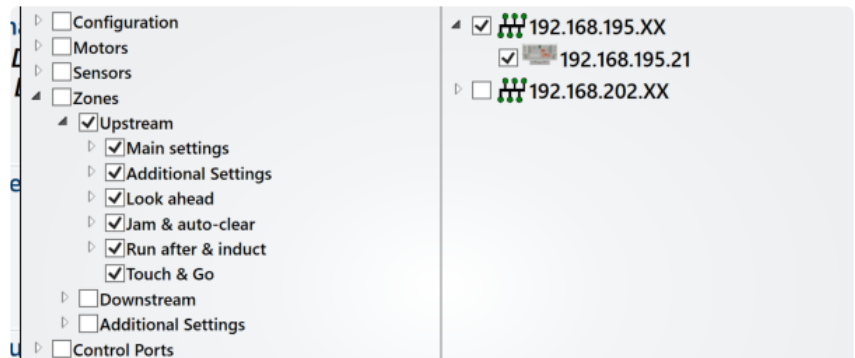 Configuration
Motors
Sensors
Zones
Upstream
Main settings
Additional Settings
Look ahead
Jam & auto-clear
Run after & induct
Touch & Go
Downstream
Additional Settings
Control Ports
192.168.195.XX
192.168.195.21
192.168.202.XX